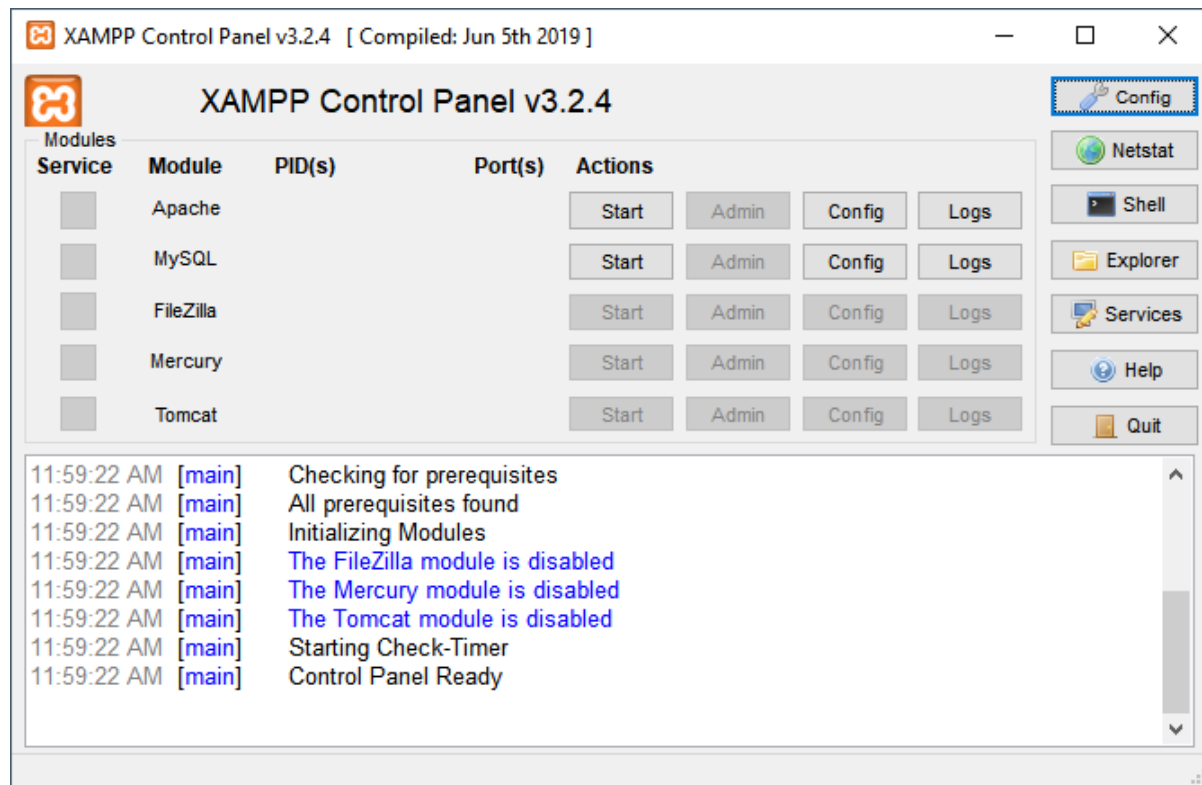 XAMPP Control Panel v3.2.4 [ Compiled: Jun 5th 2019 ]
XAMPP Control Panel v3.2.4
Config
Netstat
Shell
Explorer
Services
Help
Quit
Modules
Service Module PID(s) Port(s) Actions
Apache Start Admin Config Logs
MySQL Start Admin Config Logs
FileZilla Start Admin Config Logs
Mercury Start Admin Config Logs
Tomcat Start Admin Config Logs
11:59:22 AM [main] Checking for prerequisites
11:59:22 AM [main] All prerequisites found
11:59:22 AM [main] Initializing Modules
11:59:22 AM [main] The FileZilla module is disabled
11:59:22 AM [main] The Mercury module is disabled
11:59:22 AM [main] The Tomcat module is disabled
11:59:22 AM [main] Starting Check-Timer
11:59:22 AM [main] Control Panel Ready